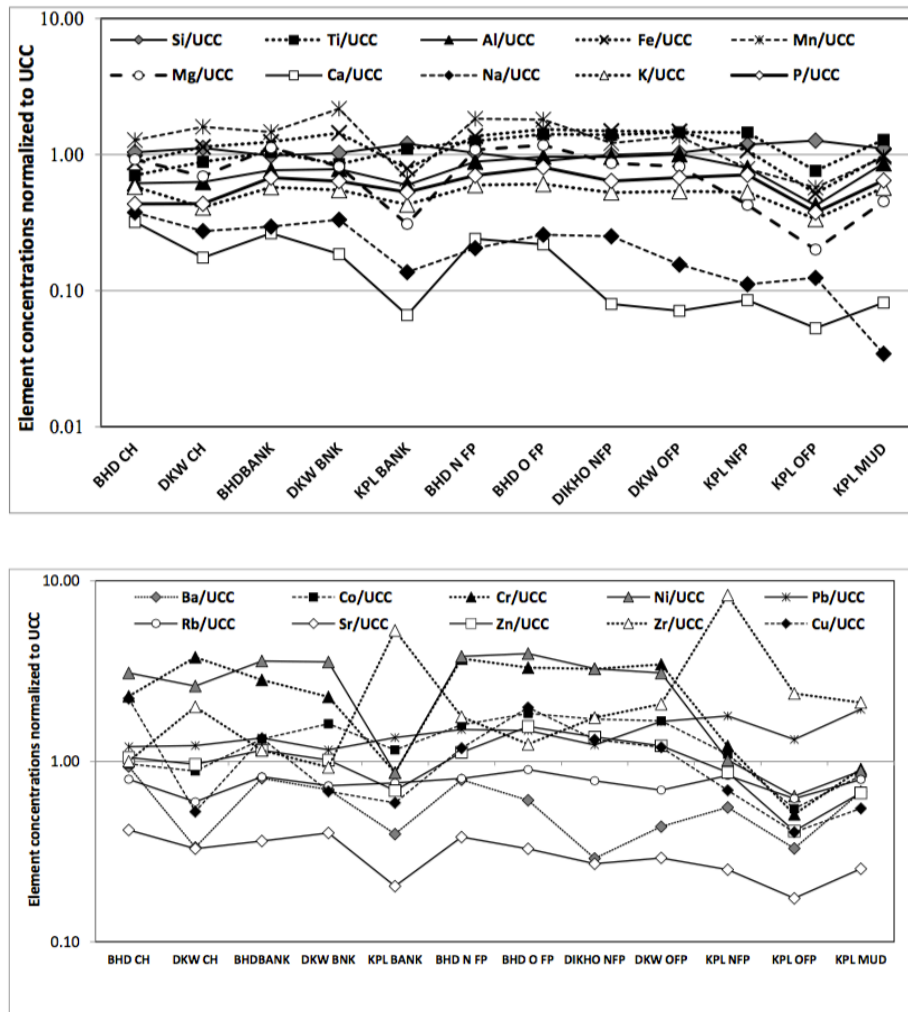 Element concentrations normalized to UCC
10.00
Si/UCC Ti/UCC Al/UCC Fe/UCC Mn/UCC
Mg/UCC Ca/UCC Na/UCC K/UCC P/UCC
1.00
0.10
0.01
BHD CH DKW CH BHDBANK DKW BNK KPL BANK BHD N FP BHD O FP DIKHO NFP DKW OFP KPL NFP KPL OFP KPL MUD
Element concentrations normalized to UCC
10.00
Ba/UCC Co/UCC Cr/UCC Ni/UCC Pb/UCC
Rb/UCC Sr/UCC Zn/UCC Zr/UCC Cu/UCC
1.00
0.10
BHD CH DKW CH BHDBANK DKW BNK KPL BANK BHD N FP BHD O FP DIKHO NFP DKW OFP KPL NFP KPL OFP KPL MUD